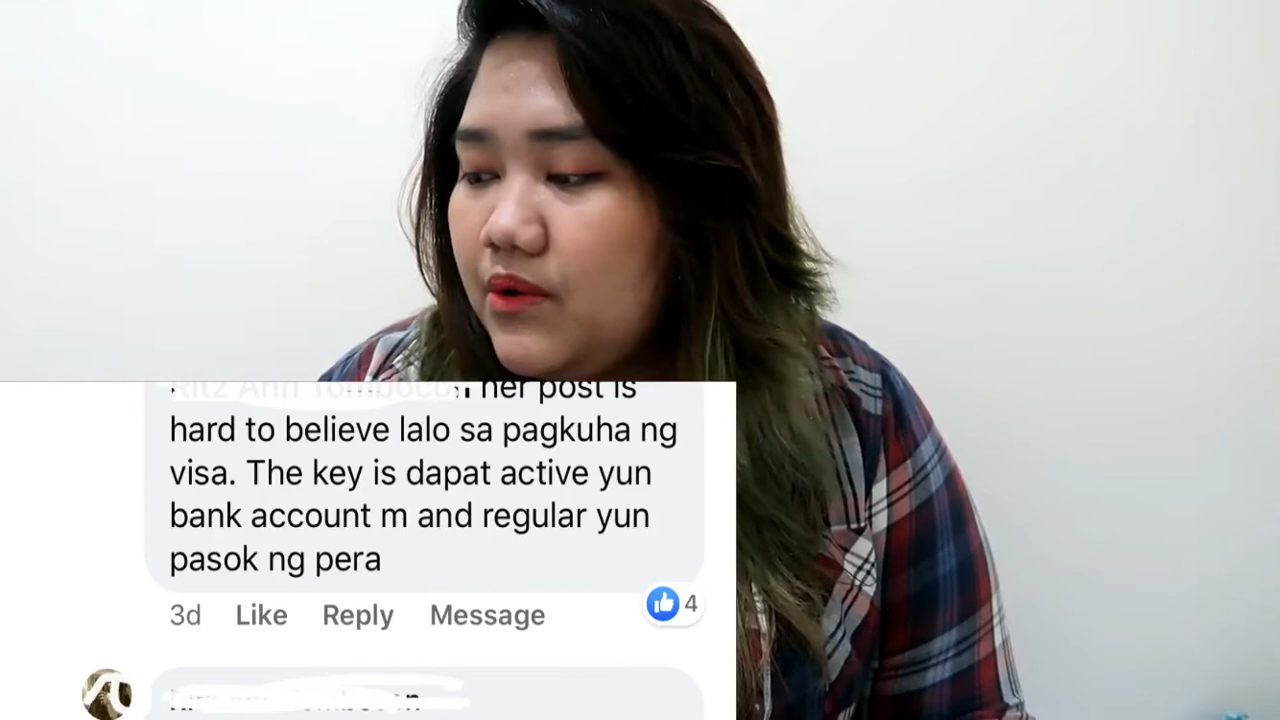 her post is
hard to believe lalo sa pagkuha ng
visa. The key is dapat active yun
bank account m and regular yun
pasok ng pera
3d Like Reply Message 4